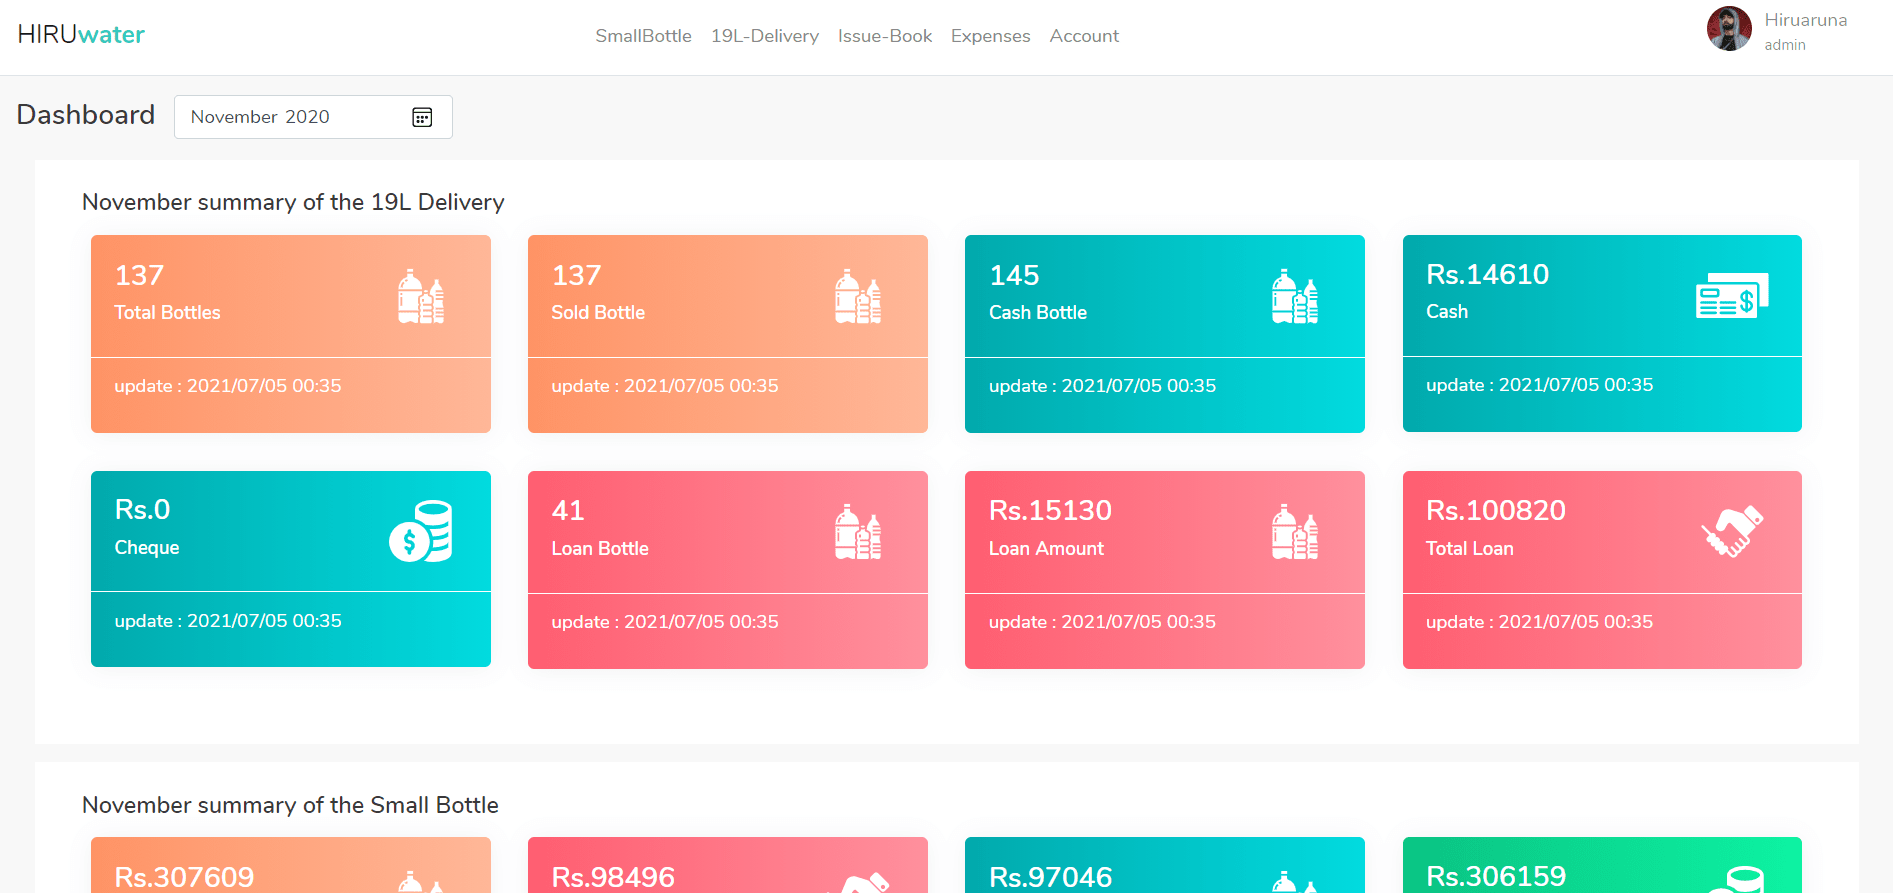 HIRUwater
SmallBottle 19L-Delivery Issue-Book Expenses Account
Hiruaruna
admin
Dashboard
November 2020
November summary of the 19L Delivery
137
Total Bottles
update : 2021/07/05 00:35
137
Sold Bottle
update : 2021/07/05 00:35
145
Cash Bottle
update : 2021/07/05 00:35
Rs.14610
Cash
update : 2021/07/05 00:35
Rs.0
Cheque
update : 2021/07/05 00:35
41
Loan Bottle
update : 2021/07/05 00:35
Rs.15130
Loan Amount
update : 2021/07/05 00:35
Rs.100820
Total Loan
update : 2021/07/05 00:35
November summary of the Small Bottle
Rs.307609
Rs.98496
Rs.97046
Rs.306159